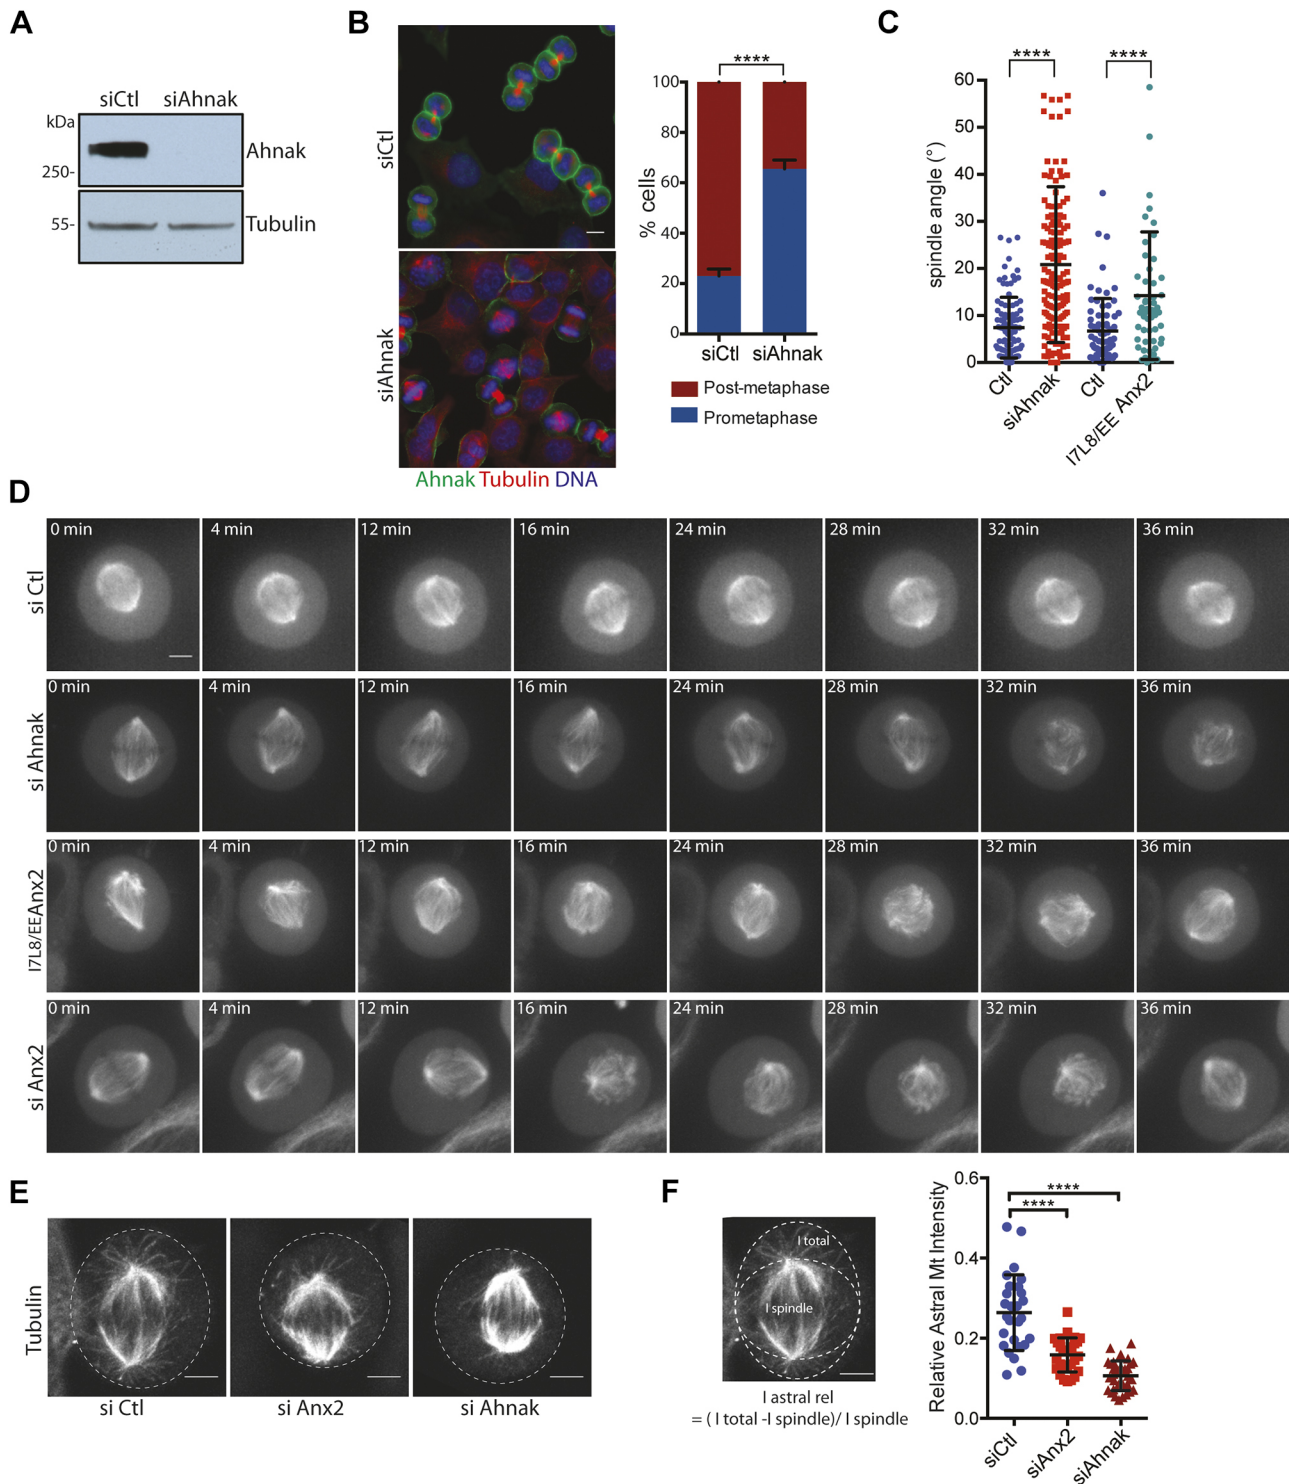 A
siCtl siAhnak
kDa
Ahnak
250-
55-
Tubulin
B
siCtl
siAhnak
Ahnak Tubulin DNA
****
% cells
100
80
60
40
20
0
siCtl siAhnak
Post-metaphase
Prometaphase
C
**** ****
spindle angle (°)
60
50
40
30
20
10
0
Ctl
siAhnak
Ctl
I7L8/EE Anx2
D
si Ctl
0 min 4 min 12 min 16 min 24 min 28 min 32 min 36 min
si Ahnak
0 min 4 min 12 min 16 min 24 min 28 min 32 min 36 min
I7L8/EEAnx2
0 min 4 min 12 min 16 min 24 min 28 min 32 min 36 min
si Anx2
0 min 4 min 12 min 16 min 24 min 28 min 32 min 36 min
E
Tubulin
si Ctl si Anx2 si Ahnak
F
I total
I spindle
I astral rel
= ( I total -I spindle)/ I spindle
Relative Astral Mt Intensity
0.6
0.4
0.2
0.0
****
****
siCtl
siAnx2
siAhnak